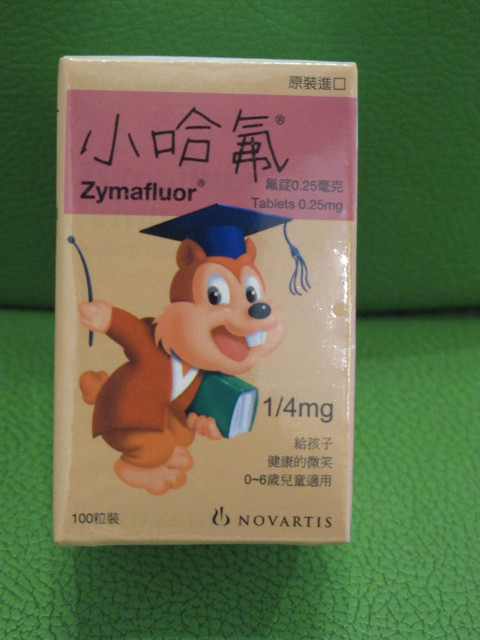 原裝進口
小哈氟®
Zymafluor®
氟錠0.25毫克
Tablets 0.25mg
1/4mg
給孩子
健康的微笑
0~6歲兒童適用
100粒裝
NOVARTIS